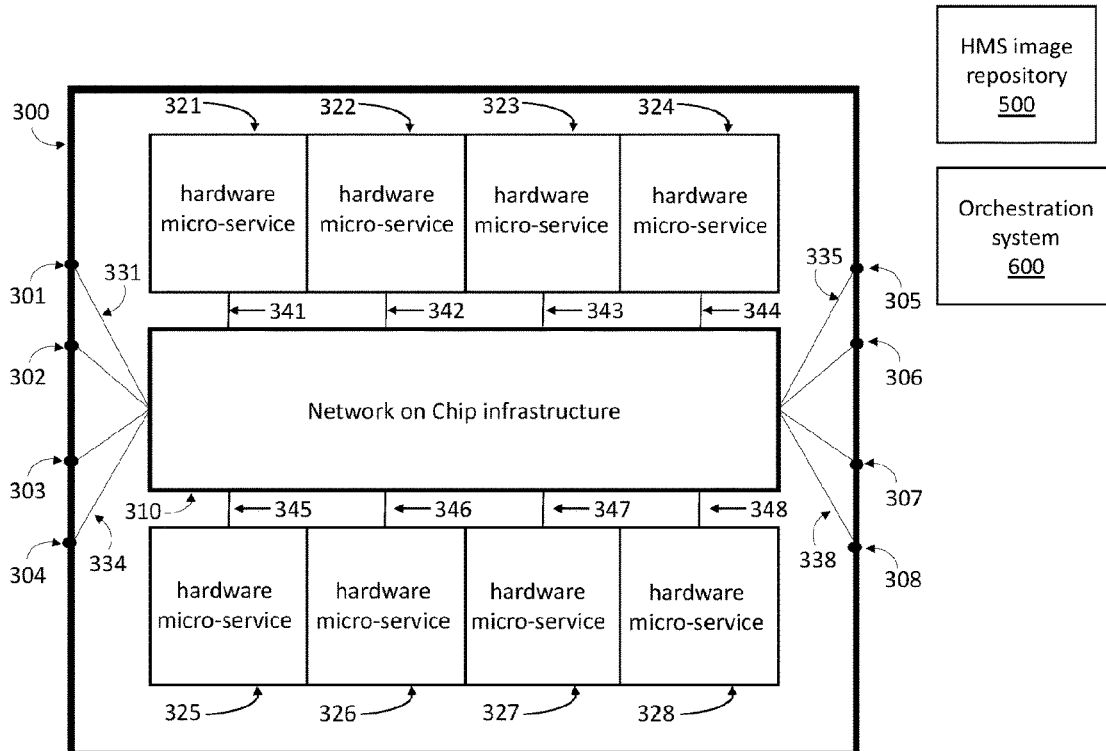 HMS image
repository
500
Orchestration
system
600
300
321
322
323
324
hardware
micro-service
hardware
micro-service
hardware
micro-service
hardware
micro-service
301
331
335
305
341
342
343
344
302
306
Network on Chip infrastructure
303
307
310
345
346
347
348
304
334
338
308
hardware
micro-service
hardware
micro-service
hardware
micro-service
hardware
micro-service
325
326
327
328